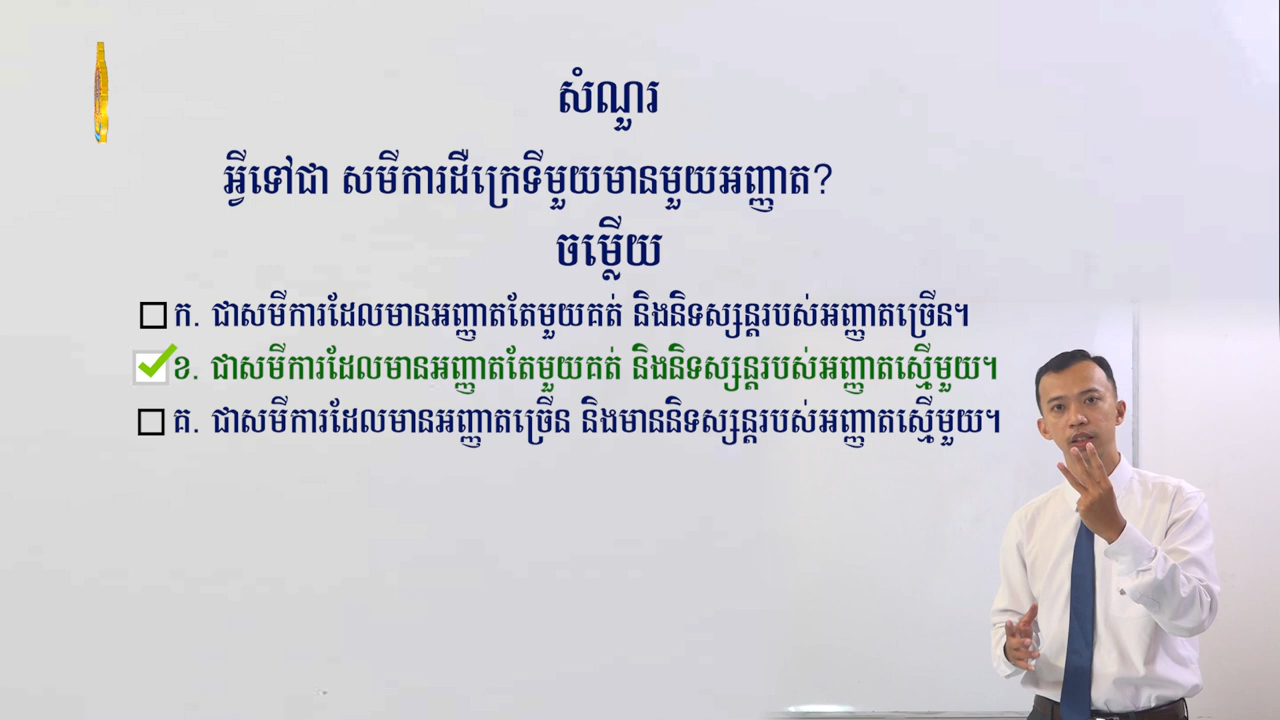 សំណួរ
អ្វីទៅជា សមីការដឺក្រេទីមួយមានមួយអញ្ញាត?
ចម្លើយ
ក. ជាសមីការដែលមានអញ្ញាតតែមួយគត់ និងនិទស្សន្តរបស់អញ្ញាតច្រើន។
ខ. ជាសមីការដែលមានអញ្ញាតតែមួយគត់ និងនិទស្សន្តរបស់អញ្ញាតស្មើមួយ។
គ. ជាសមីការដែលមានអញ្ញាតច្រើន និងមាននិទស្សន្តរបស់អញ្ញាតស្មើមួយ។